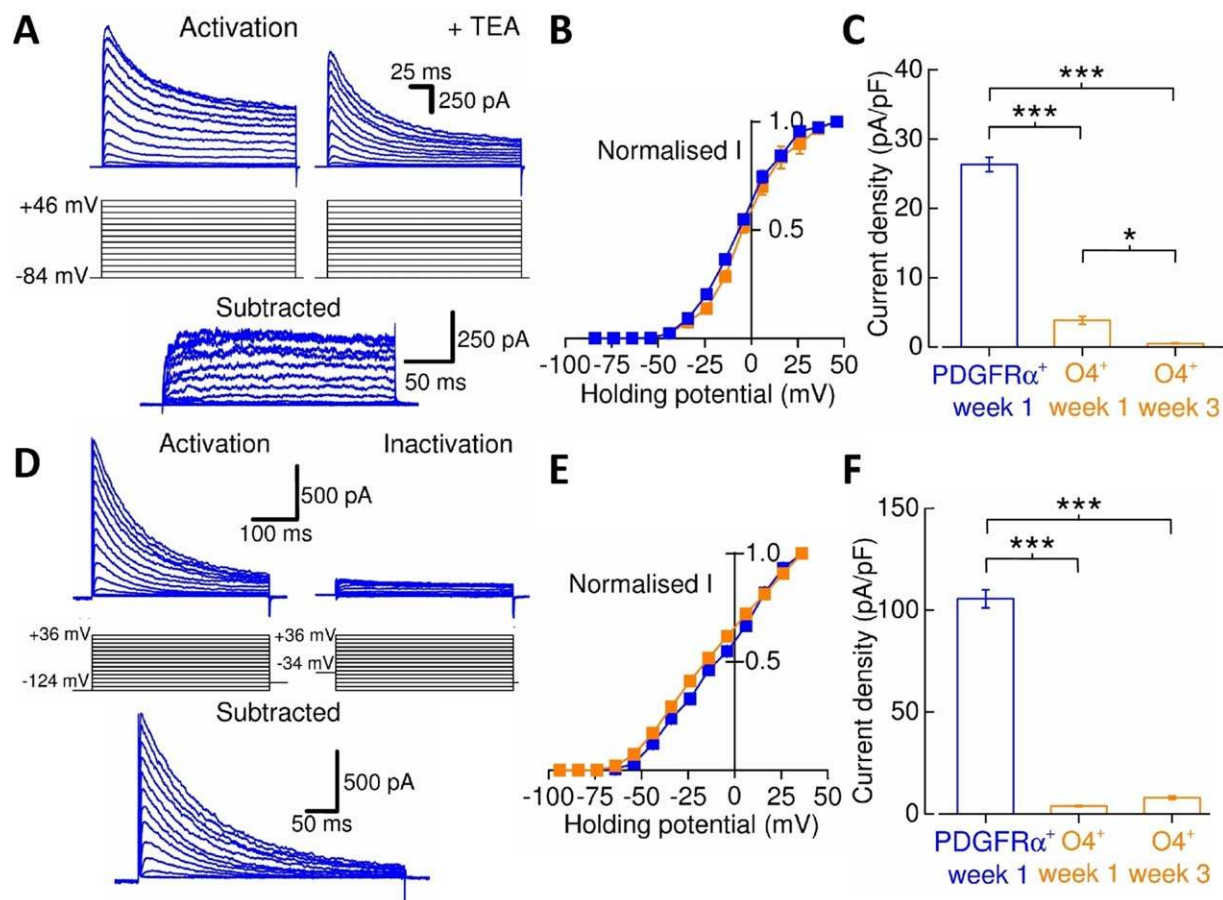 A
Activation
+ TEA
25 ms
250 pA
+46 mV
-84 mV
Subtracted
250 pA
50 ms
B
Normalised I
1.0
0.5
-100 -75 -50 -25 0 25 50
Holding potential (mV)
C
Current density (pA/pF)
40
30
20
10
0
***
***
*
PDGFRα+ O4+ O4+
week 1 week 1 week 3
D
Activation
Inactivation
500 pA
100 ms
+36 mV
-124 mV
+36 mV
-34 mV
Subtracted
500 pA
50 ms
E
Normalised I
1.0
0.5
-100 -75 -50 -25 0 25 50
Holding potential (mV)
F
Current density (pA/pF)
150
100
50
0
***
***
PDGFRα+ O4+ O4+
week 1 week 1 week 3